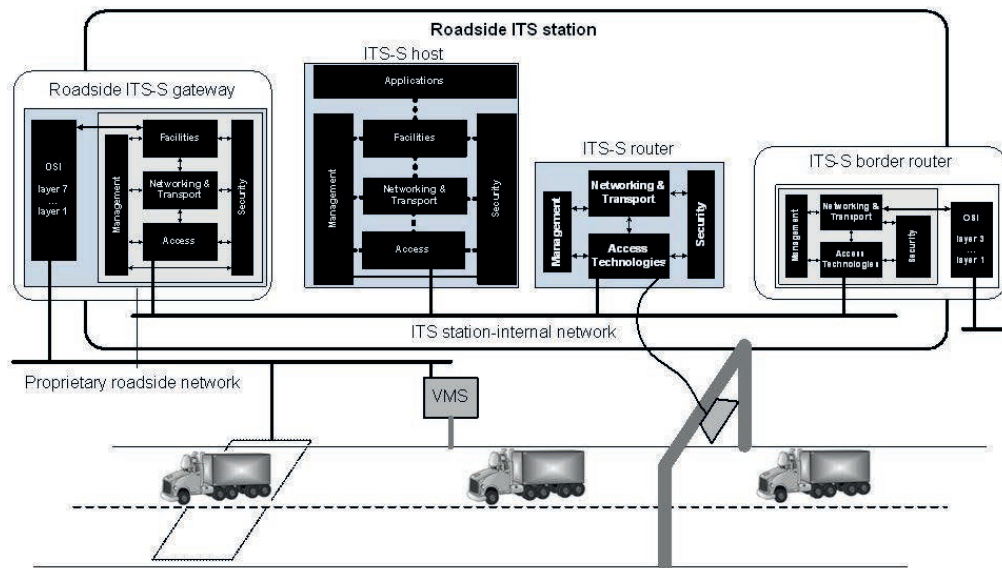 Roadside ITS station
Roadside ITS-S gateway
OSI
layer 7
...
layer 1
Management
Facilities
Networking &
Transport
Access
Security
ITS-S host
Applications
Management
Facilities
Networking &
Transport
Access
Security
ITS-S router
Management
Networking &
Transport
Access
Technologies
Security
ITS-S border router
Management
Networking &
Transport
Access
Technologies
Security
OSI
layer 3
...
layer 1
ITS station-internal network
Proprietary roadside network
VMS